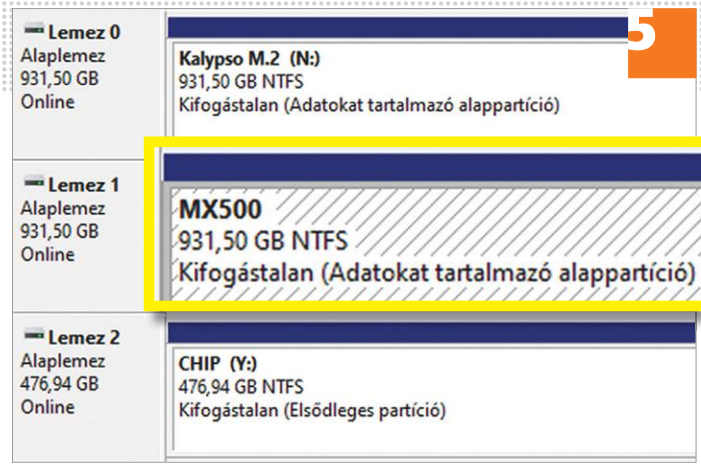 5
Lemez 0
Alaplemez
931,50 GB
Online
Kalypso M.2 (N:)
931,50 GB NTFS
Kifogástalan (Adatokat tartalmazó alappartíció)
Lemez 1
Alaplemez
931,50 GB
Online
MX500
931,50 GB NTFS
Kifogástalan (Adatokat tartalmazó alappartíció)
Lemez 2
Alaplemez
476,94 GB
Online
CHIP (Y:)
476,94 GB NTFS
Kifogástalan (Elsődleges partíció)